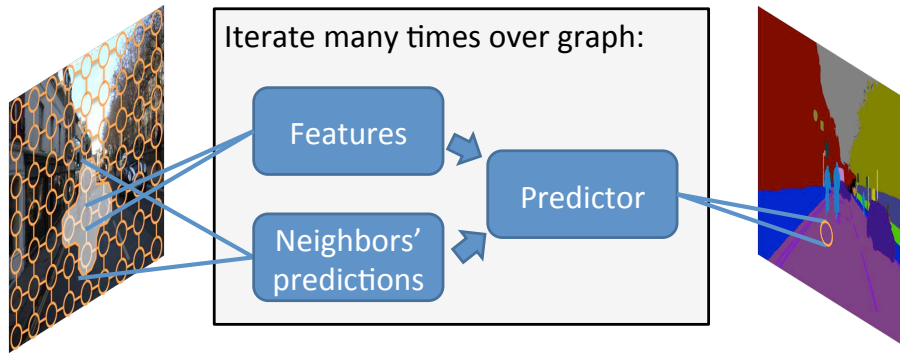 Iterate many times over graph:
Features
Predictor
Neighbors’
predictions